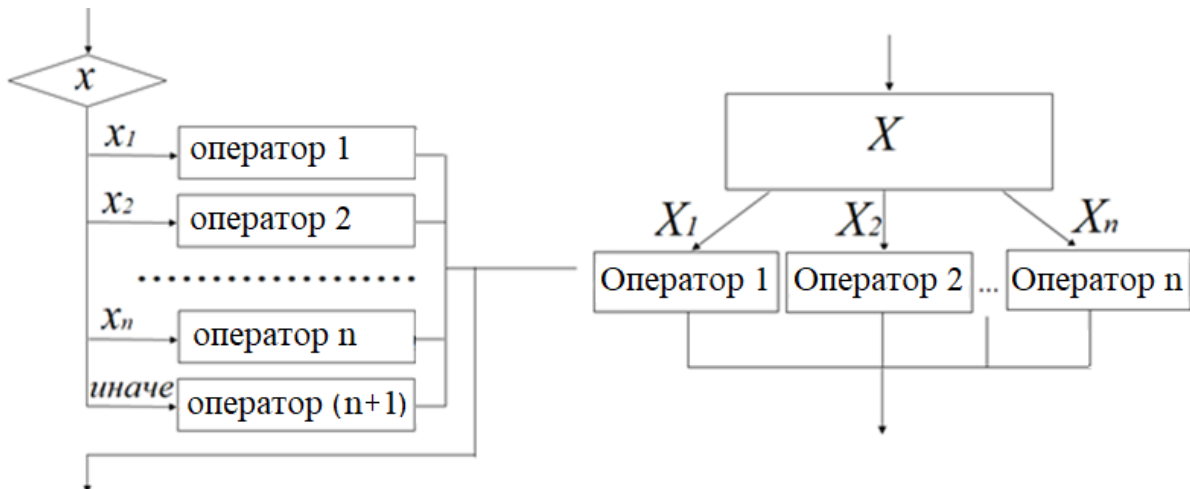 x
x1
оператор 1
x2
оператор 2
....................
xn
оператор n
иначе
оператор (n+1)
X
X1
X2
Xn
Оператор 1
Оператор 2
...
Оператор n